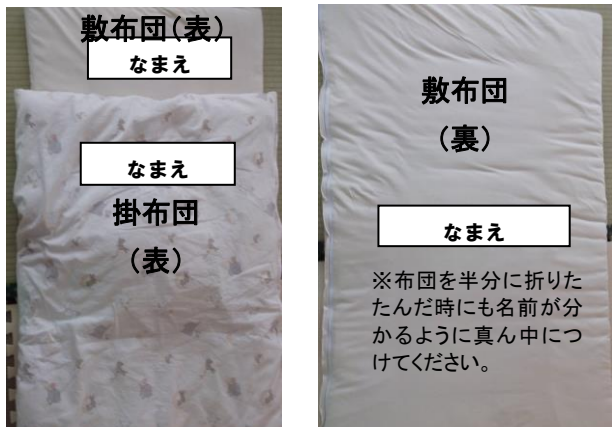 敷布団（表）
なまえ
なまえ
掛布団
（表）
敷布団
（裏）
なまえ
※布団を半分に折りた
たんだ時にも名前が分
かるように真ん中につ
けてください。